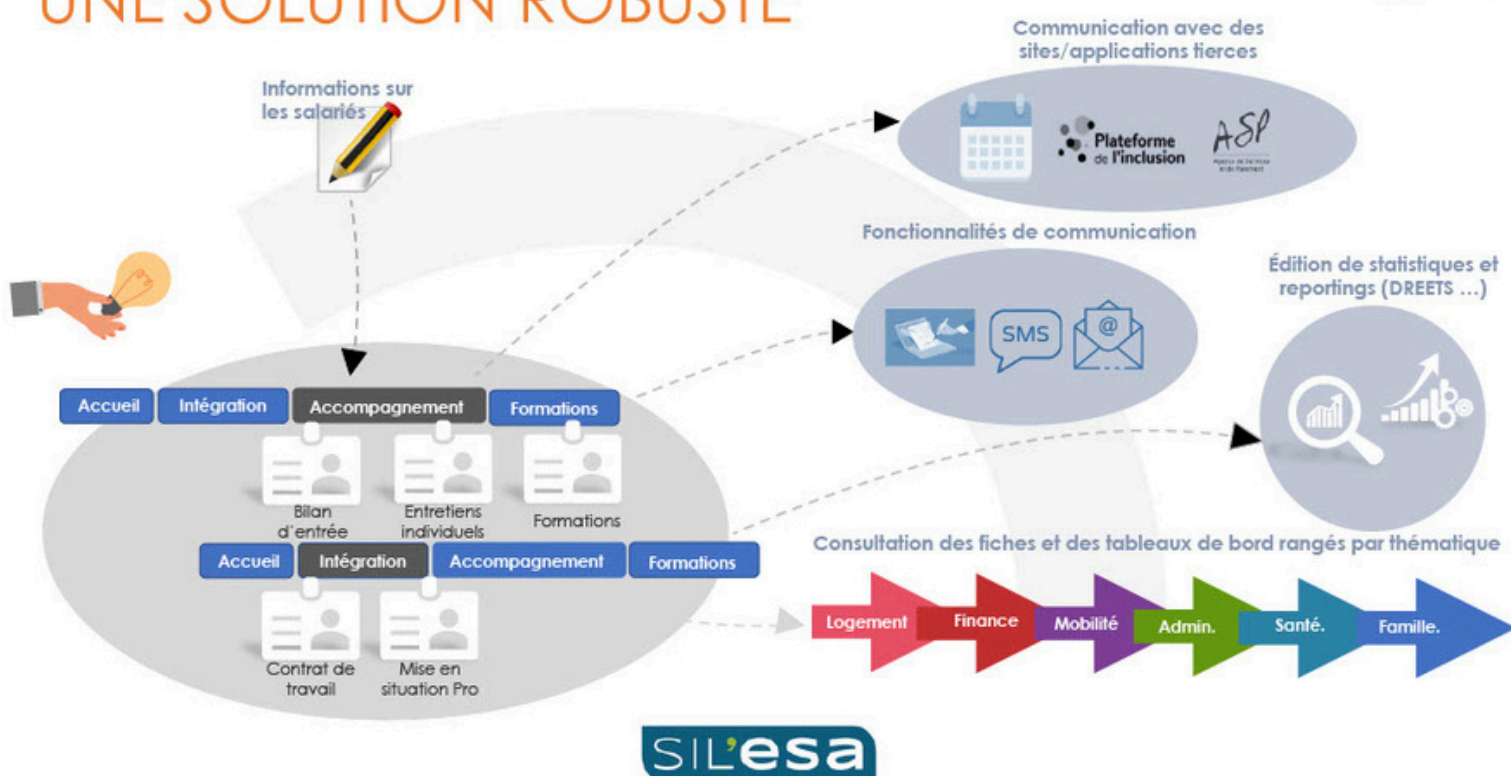 UNE SOLUTION ROBUSTE
Communication avec des
sites/applications tierces
Informations sur
les salariés
Plateforme
de l'inclusion
ASP
Fonctionnalités de communication
SMS
@
Édition de statistiques et
reportings (DREETS ...)
Accueil
Intégration
Accompagnement
Formations
Bilan
d'entrée
Entretiens
individuels
Formations
Accueil
Intégration
Accompagnement
Formations
Contrat de
travail
Mise en
situation Pro
Consultation des fiches et des tableaux de bord rangés par thématique
Logement
Finance
Mobilité
Admin.
Santé.
Famille.
SIL'esa